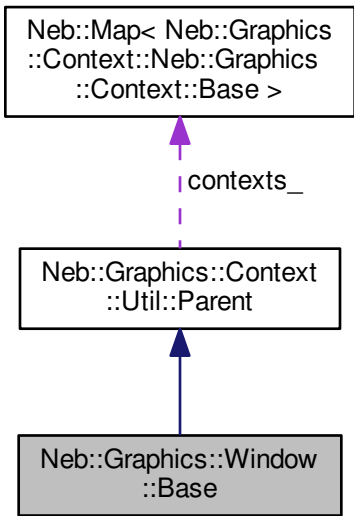 Neb::Map< Neb::Graphics
::Context::Neb::Graphics
::Context::Base >
contexts_
Neb::Graphics::Context
::Util::Parent
Neb::Graphics::Window
::Base